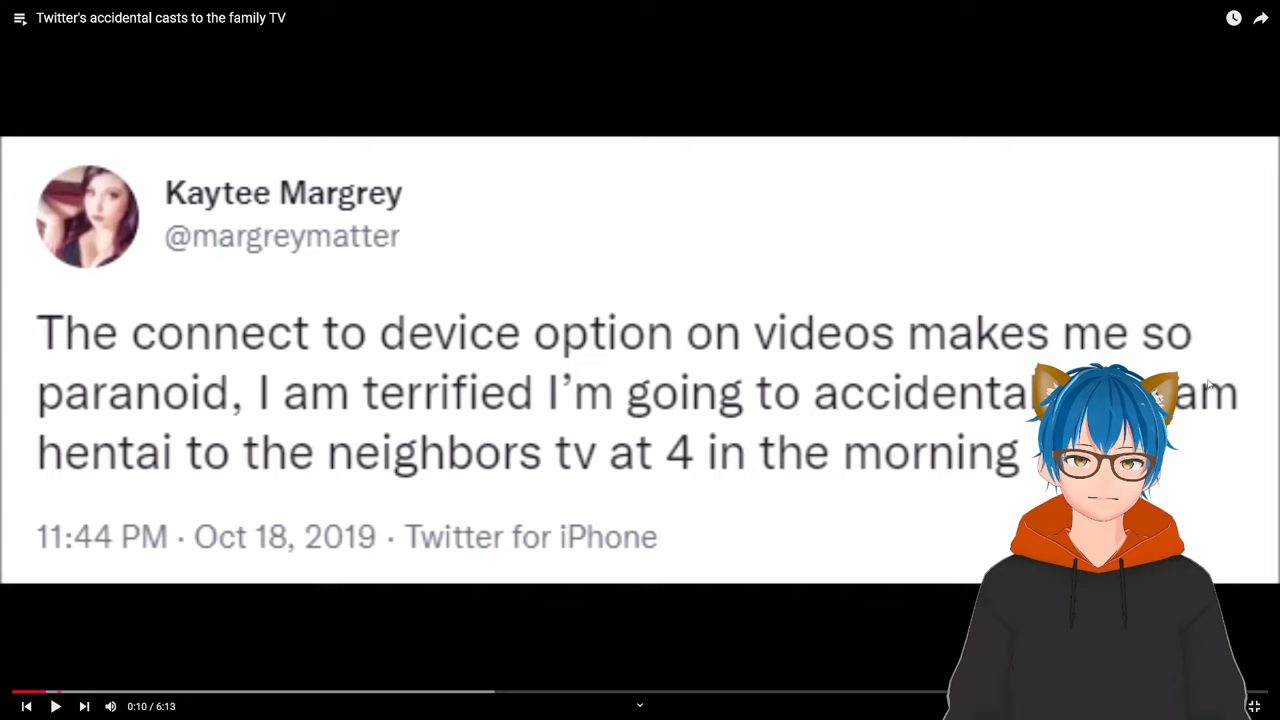 Twitter's accidental casts to the family TV
Kaytee Margrey
@margreymatter
The connect to device option on videos makes me so
paranoid, I am terrified I'm going to
hentai to the neighbors tv at 4 in the morning
11:44 PM · Oct 18, 2019 · Twitter for iPhone
0:10 / 6:13